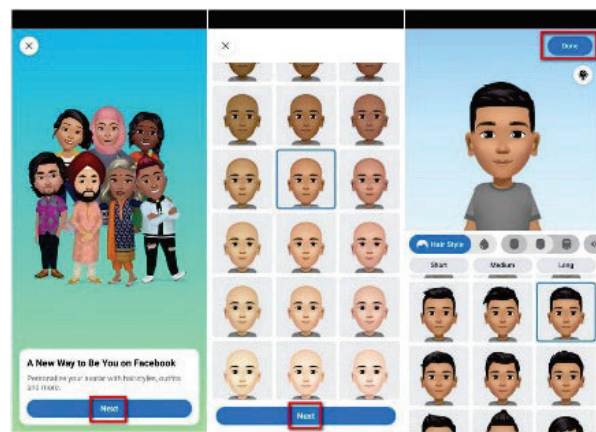 A New Way to Be You on Facebook
Personalize your avatar with hairstyles, outfits
and more.
Next
Next
Done
Hair Style
Short Medium Long